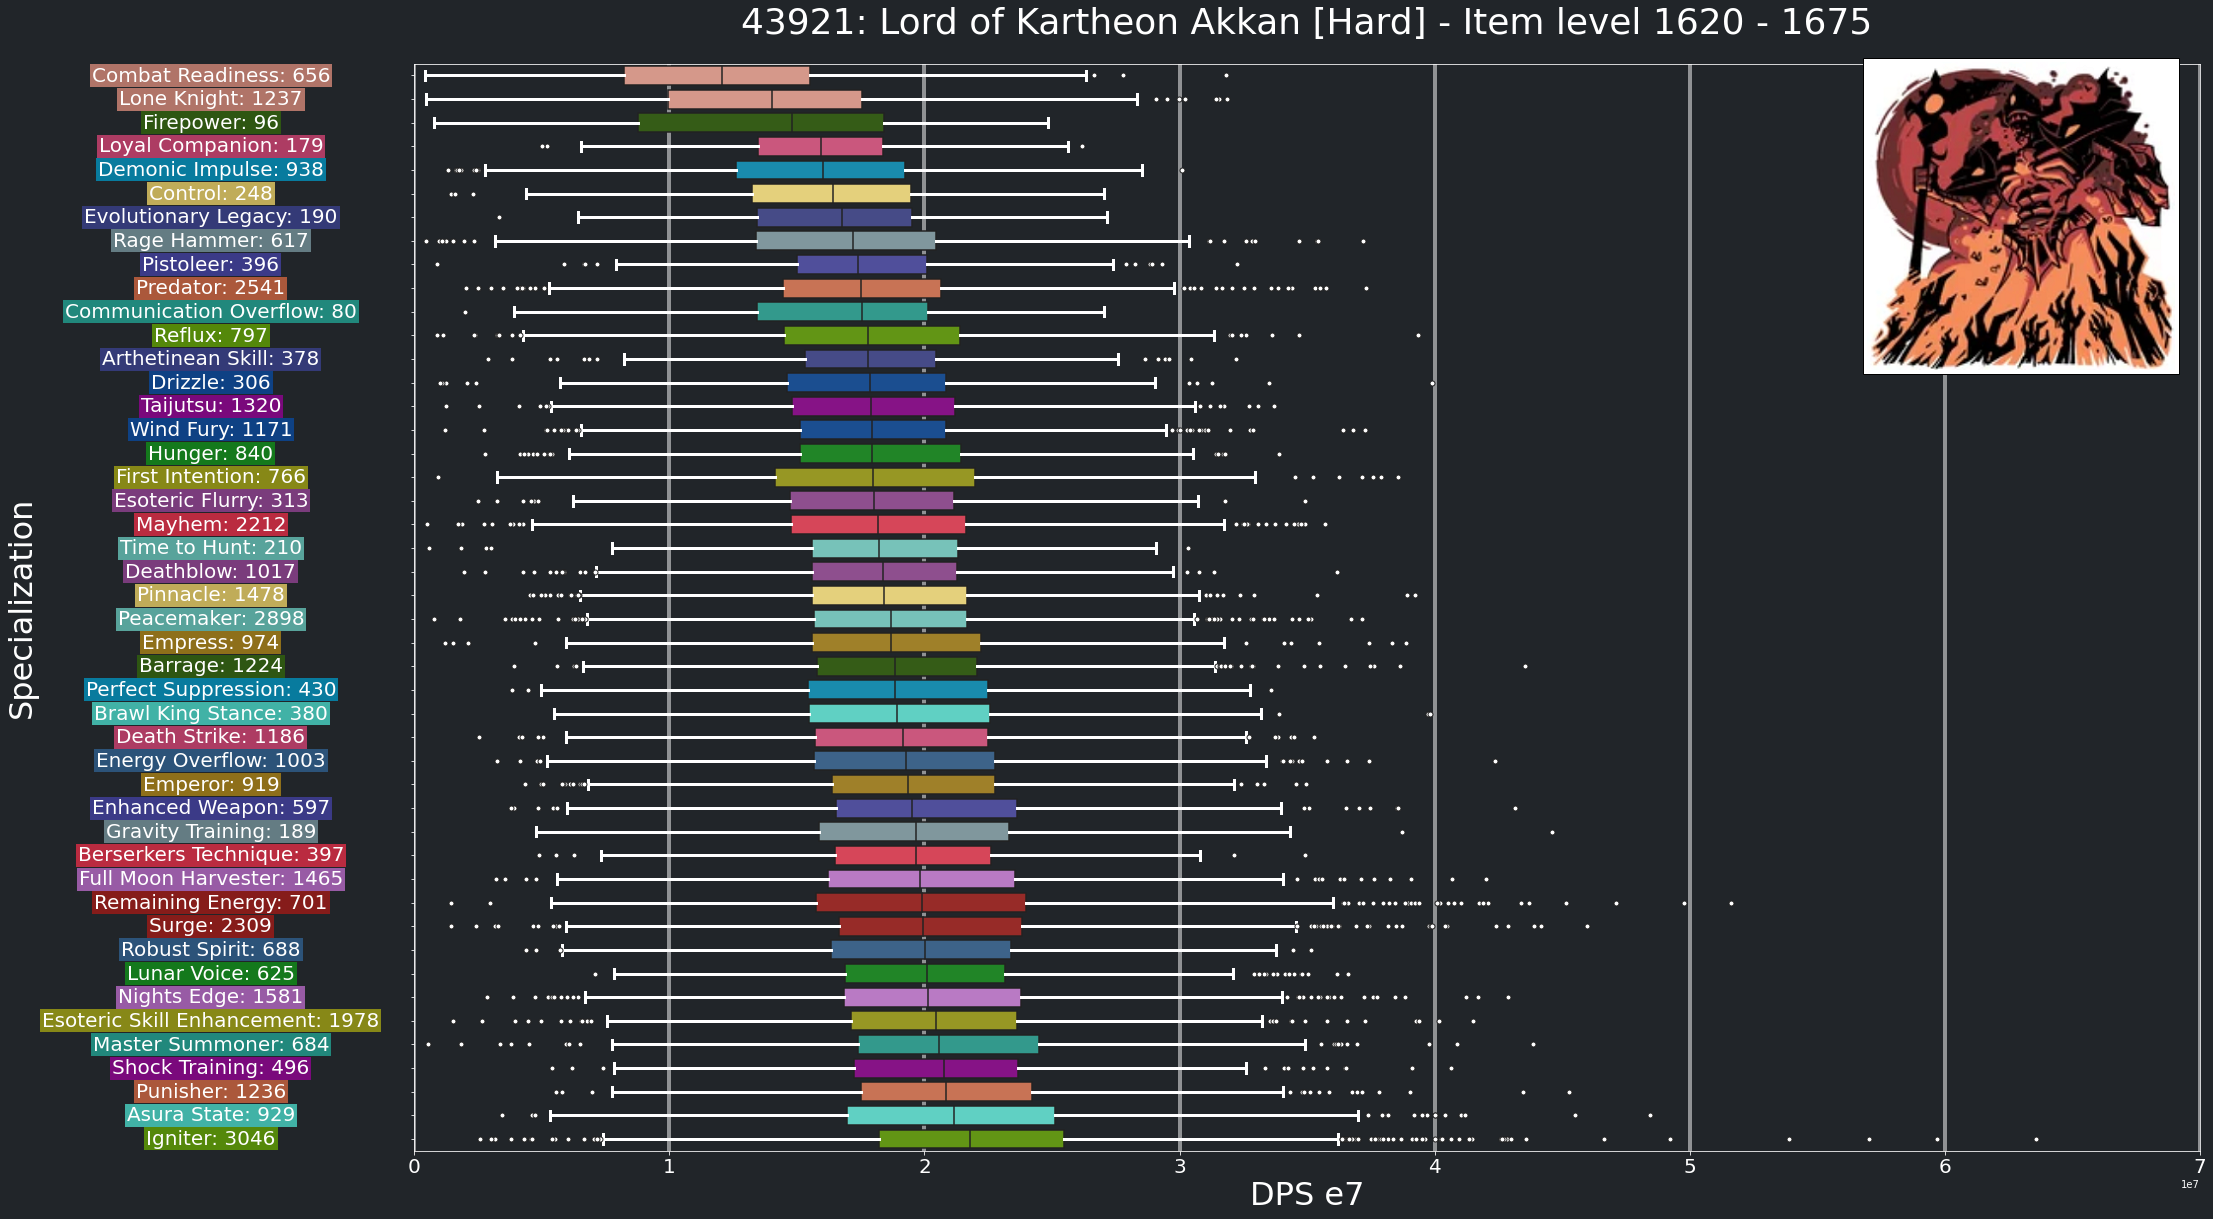 43921: Lord of Kartheon Akkan [Hard] - Item level 1620 - 1675
Specialization
Combat Readiness: 656
Lone Knight: 1237
Firepower: 96
Loyal Companion: 179
Demonic Impulse: 938
Control: 248
Evolutionary Legacy: 190
Rage Hammer: 617
Pistoleer: 396
Predator: 2541
Communication Overflow: 80
Reflux: 797
Arthetinean Skill: 378
Drizzle: 306
Taijutsu: 1320
Wind Fury: 1171
Hunger: 840
First Intention: 766
Esoteric Flurry: 313
Mayhem: 2212
Time to Hunt: 210
Deathblow: 1017
Pinnacle: 1478
Peacemaker: 2898
Empress: 974
Barrage: 1224
Perfect Suppression: 430
Brawl King Stance: 380
Death Strike: 1186
Energy Overflow: 1003
Emperor: 919
Enhanced Weapon: 597
Gravity Training: 189
Berserkers Technique: 397
Full Moon Harvester: 1465
Remaining Energy: 701
Surge: 2309
Robust Spirit: 688
Lunar Voice: 625
Nights Edge: 1581
Esoteric Skill Enhancement: 1978
Master Summoner: 684
Shock Training: 496
Punisher: 1236
Asura State: 929
Igniter: 3046
0 1 2 3 4 5 6 7
1e7
DPS e7